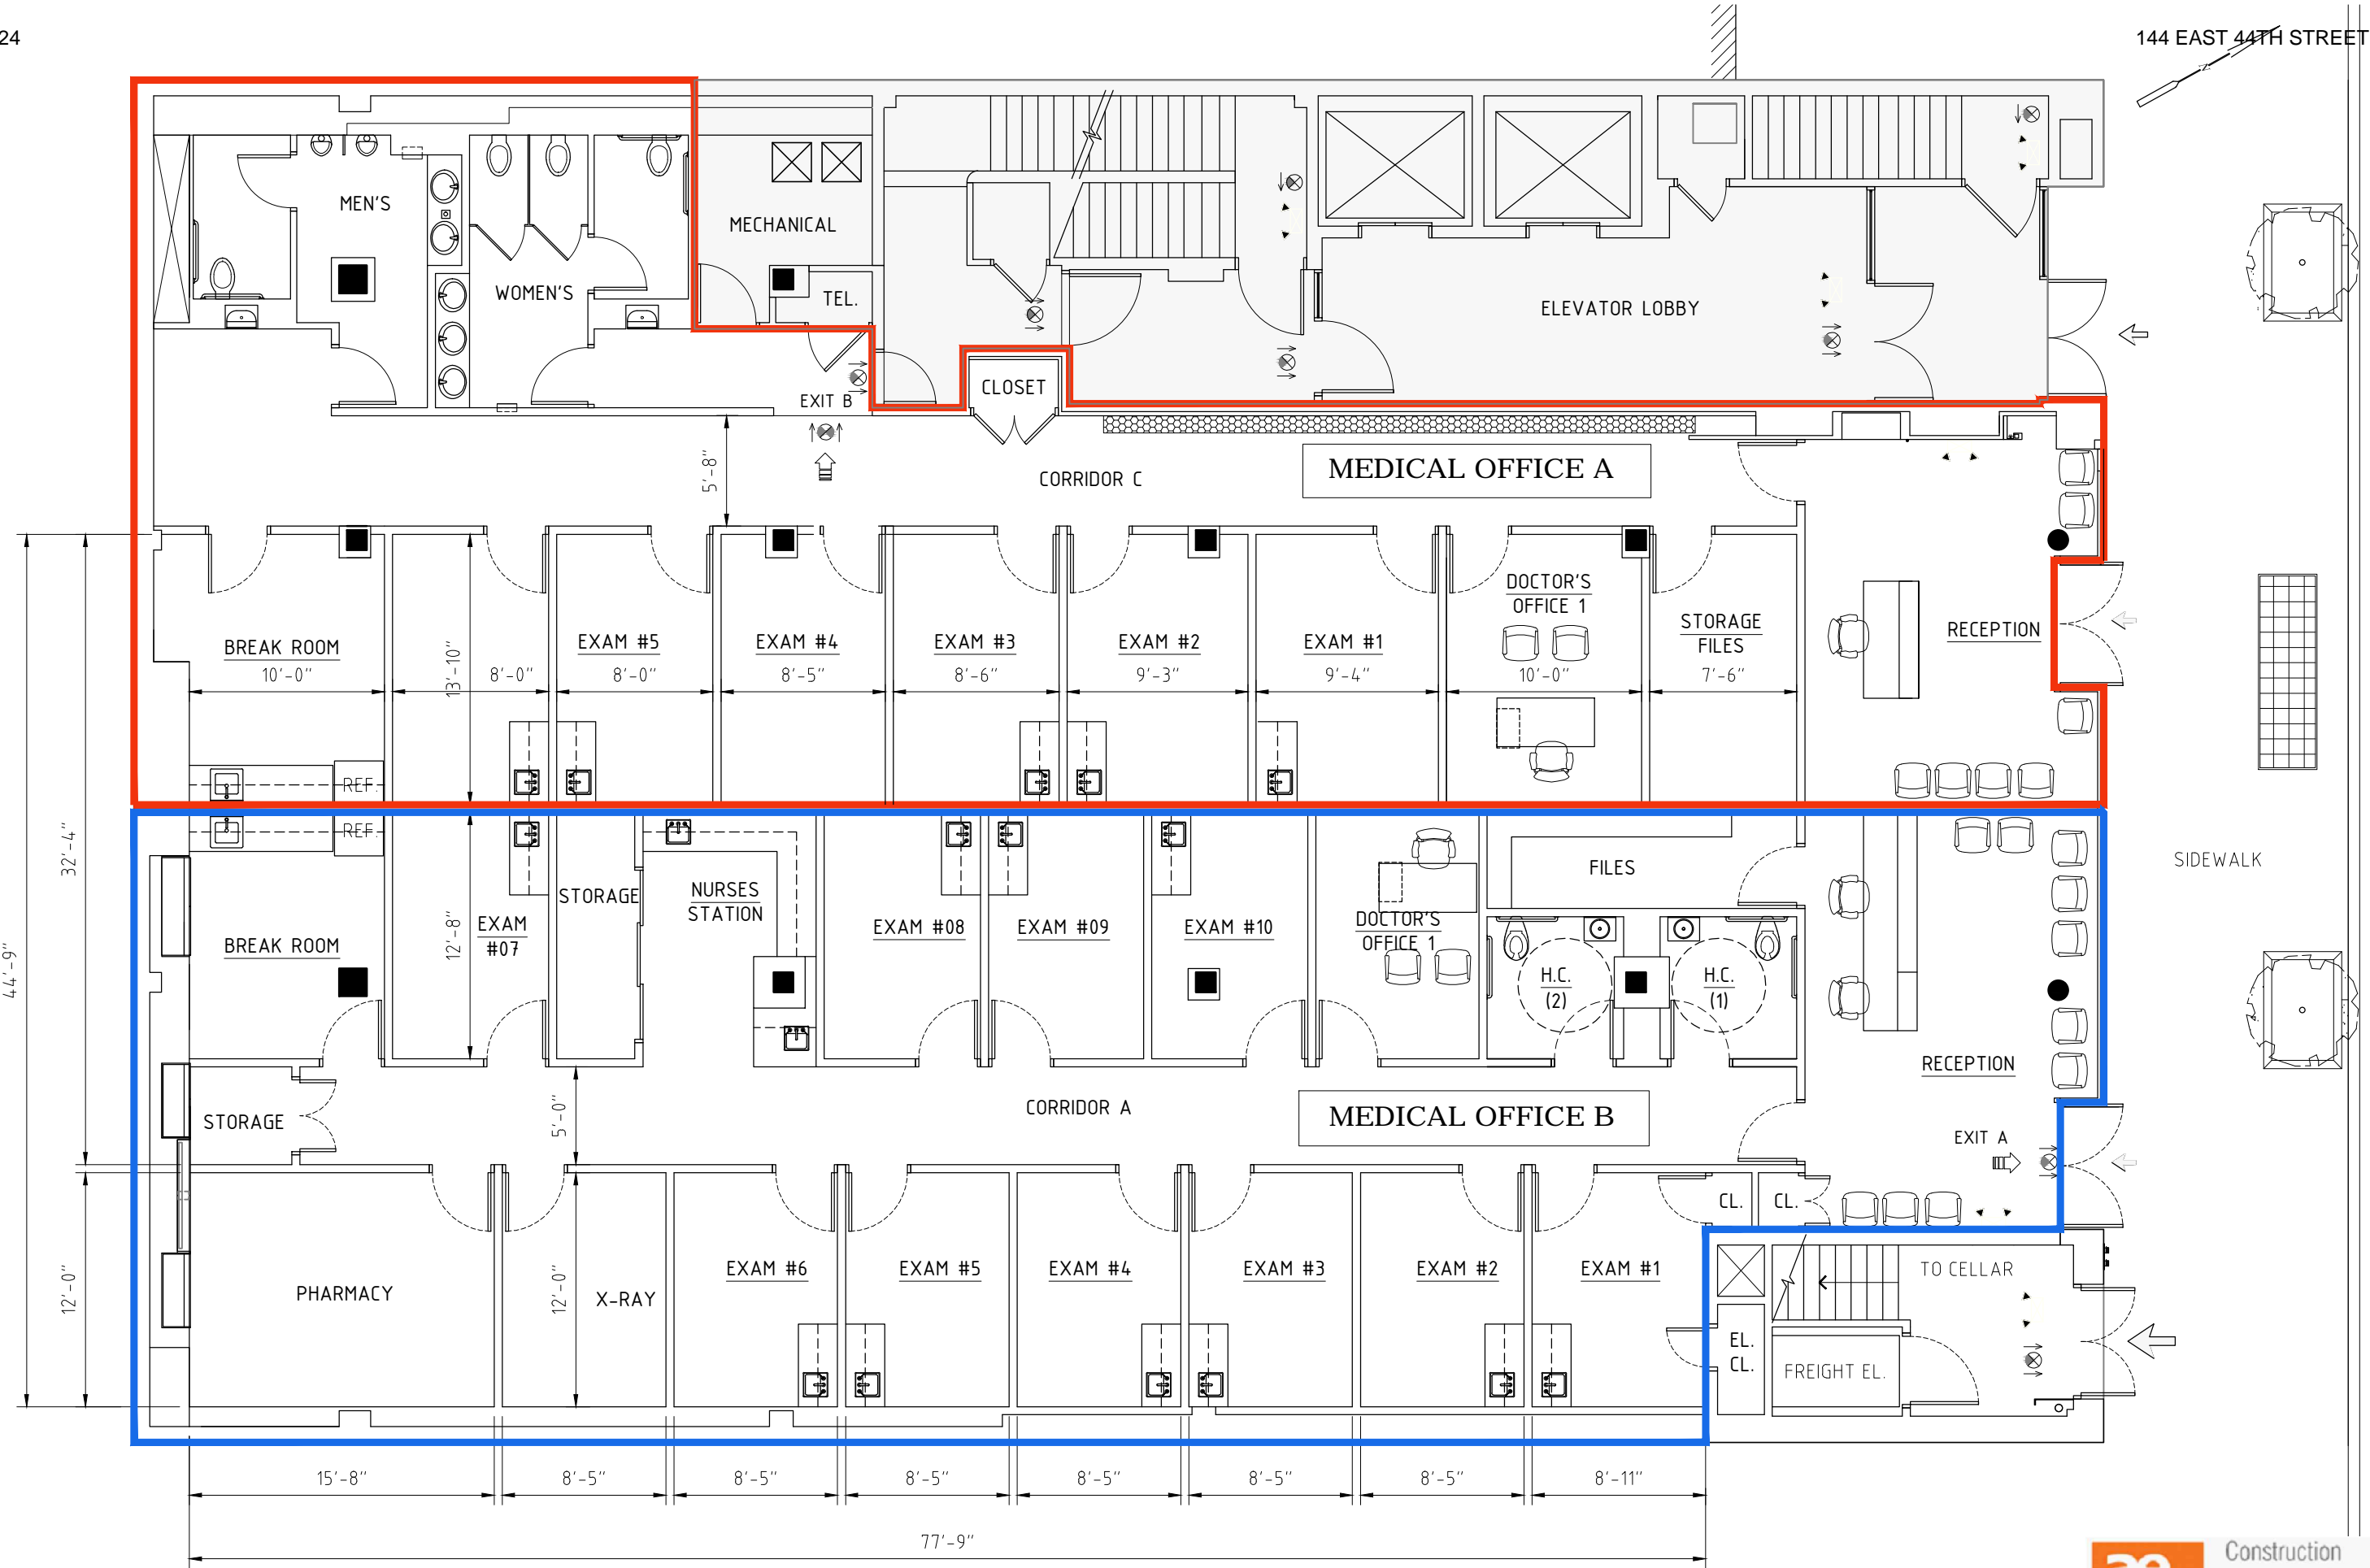 24
144 EAST 44TH STREET
N
MEN'S
MECHANICAL
WOMEN'S
TEL.
ELEVATOR LOBBY
CLOSET
EXIT B
5'-8"
CORRIDOR C
MEDICAL OFFICE A
BREAK ROOM
10'-0"
13'-10"
8'-0"
EXAM #5
8'-0"
EXAM #4
8'-5"
EXAM #3
8'-6"
EXAM #2
9'-3"
EXAM #1
9'-4"
DOCTOR'S
OFFICE 1
10'-0"
STORAGE
FILES
7'-6"
RECEPTION
REF.
REF.
44'-9"
32'-4"
SIDEWALK
BREAK ROOM
12'-8"
EXAM
#07
STORAGE
NURSES
STATION
EXAM #08
EXAM #09
EXAM #10
DOCTOR'S
OFFICE 1
FILES
H.C.
(2)
H.C.
(1)
RECEPTION
STORAGE
5'-0"
CORRIDOR A
MEDICAL OFFICE B
EXIT A
CL.
CL.
12'-0"
PHARMACY
12'-0"
X-RAY
EXAM #6
EXAM #5
EXAM #4
EXAM #3
EXAM #2
EXAM #1
TO CELLAR
EL.
CL.
FREIGHT EL.
15'-8"
8'-5"
8'-5"
8'-5"
8'-5"
8'-5"
8'-5"
8'-11"
77'-9"
Construction